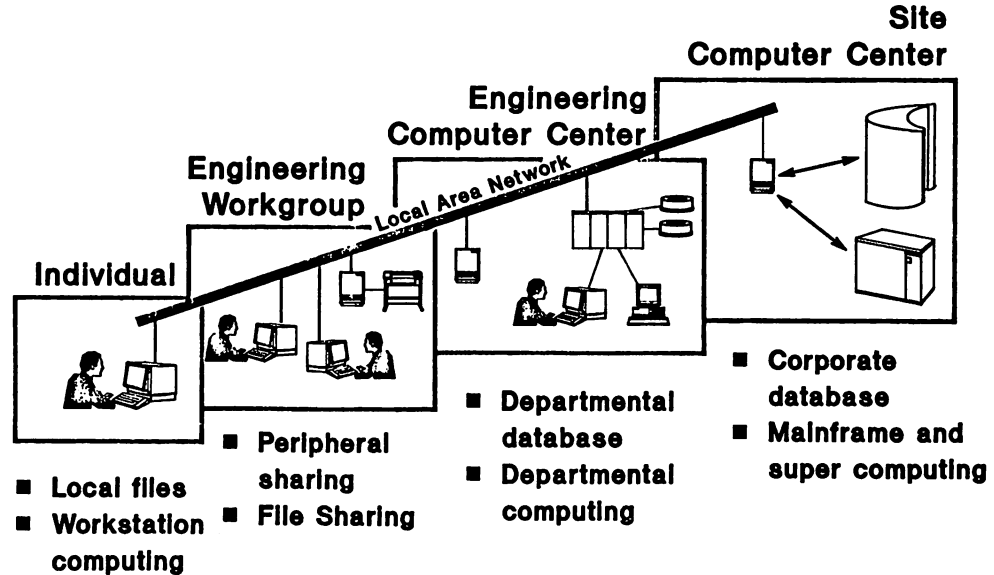 Site
Computer Center
Engineering
Computer Center
Engineering
Workgroup
Local Area Network
Individual
■ Corporate
database
■ Mainframe and
super computing
■ Departmental
database
■ Departmental
computing
■ Peripheral
sharing
■ File Sharing
■ Local files
■ Workstation
computing